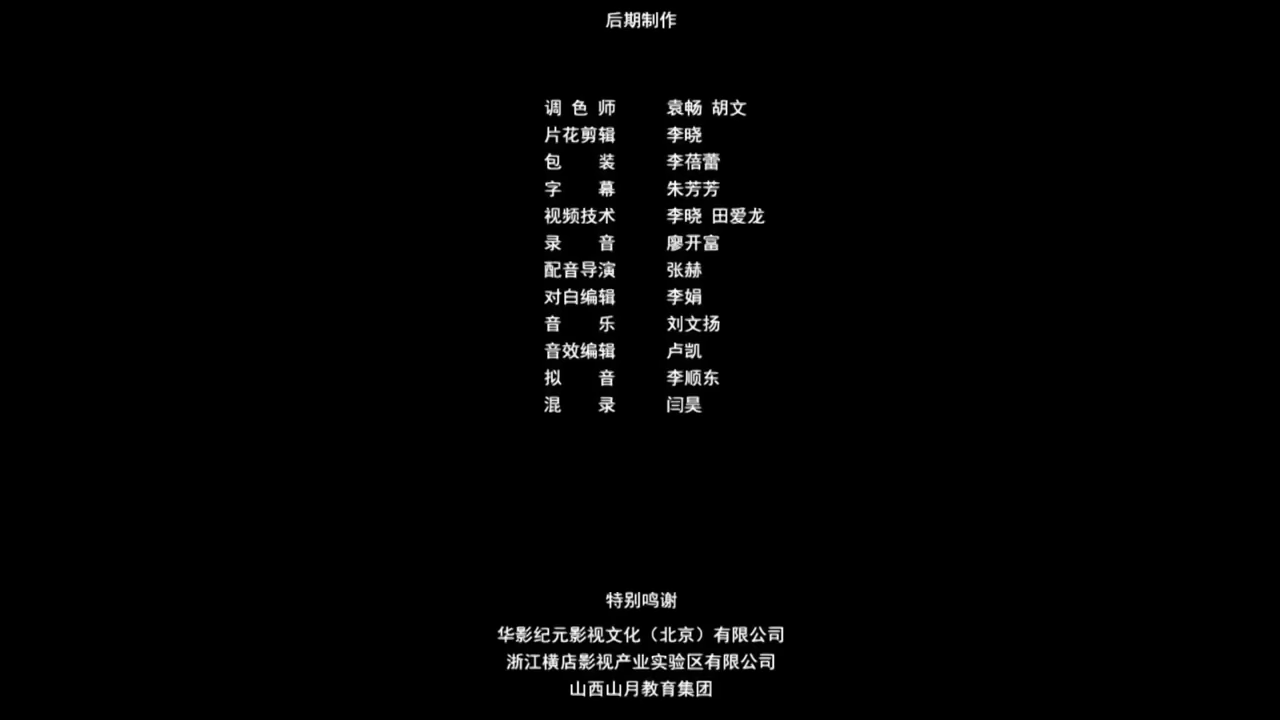 后期制作
调色师 袁畅 胡文
片花剪辑 李晓
包装 李蓓蕾
字幕 朱芳芳
视频技术 李晓 田爱龙
录音 廖开富
配音导演 张赫
对白编辑 李娟
音乐 刘文扬
音效编辑 卢凯
拟音 李顺东
混录 闫昊
特别鸣谢
华影纪元影视文化（北京）有限公司
浙江横店影视产业实验区有限公司
山西山月教育集团